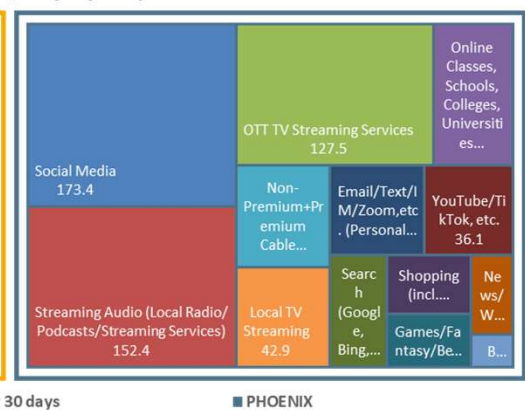 Social Media
173.4
Streaming Audio (Local Radio/
Podcasts/Streaming Services)
152.4
OTT TV Streaming Services
127.5
Online
Classes,
Schools,
Colleges,
Universiti
es...
Non-
Premium+Pr
emium
Cable...
Email/Text/I
M/Zoom,etc
. (Personal...
YouTube/Ti
kTok, etc.
36.1
Local TV
Streaming
42.9
Searc
h
(Googl
e,
Bing,...
Shopping
(incl....
Games/Fa
ntasy/Be...
Ne
ws/
W...
B...
30 days
PHOENIX